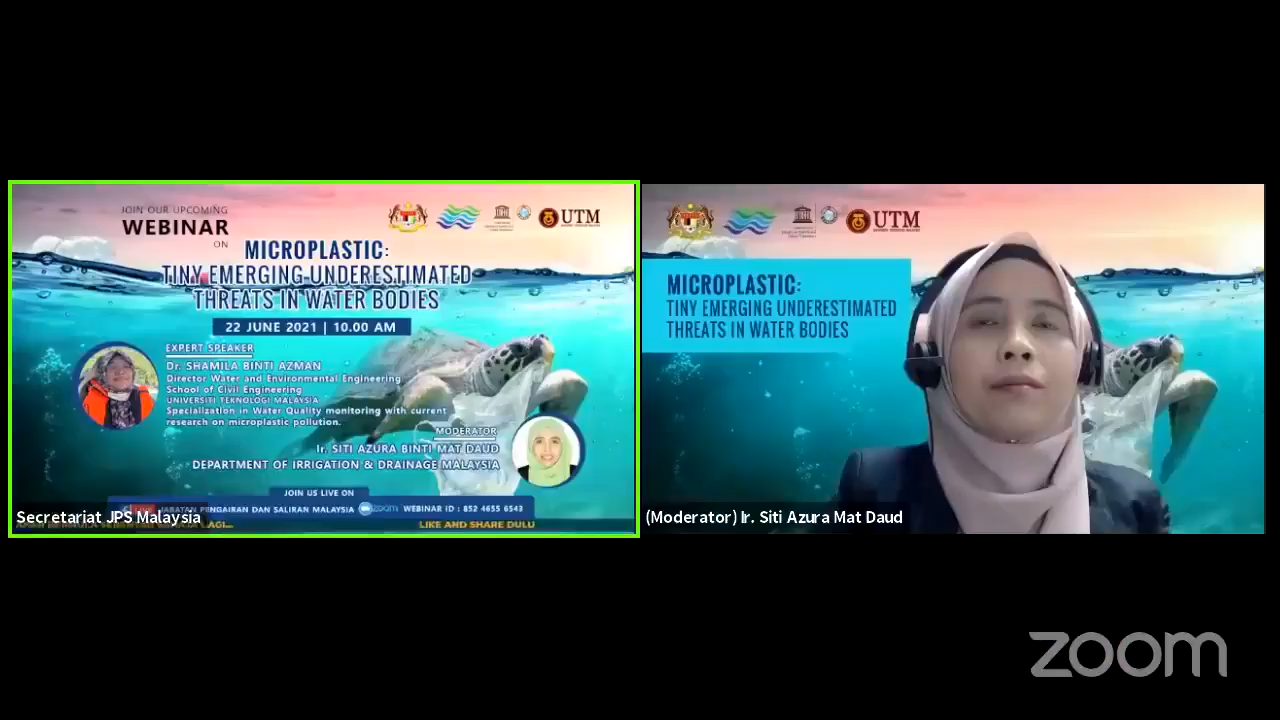 JOIN OUR UPCOMING
WEBINAR
ON
MICROPLASTIC:
TINY EMERGING UNDERESTIMATED
THREATS IN WATER BODIES
22 JUNE 2021 | 10.00 AM
EXPERT SPEAKER
Dr. SHAMILA BINTI AZMAN
Director Water and Environmental Engineering
School of Civil Engineering
UNIVERSITI TEKNOLOGI MALAYSIA
Specialization in Water Quality monitoring with current
research on microplastic pollution.
MODERATOR
Ir. SITI AZURA BINTI MAT DAUD
DEPARTMENT OF IRRIGATION & DRAINAGE MALAYSIA
JOIN US LIVE ON
JABATAN PENGAIRAN DAN SALIRAN MALAYSIA zoom WEBINAR ID : 852 4655 6543
LIKE AND SHARE DULU
Secretariat JPS Malaysia
UTM
UTM
MICROPLASTIC:
TINY EMERGING UNDERESTIMATED
THREATS IN WATER BODIES
(Moderator) Ir. Siti Azura Mat Daud
zoom